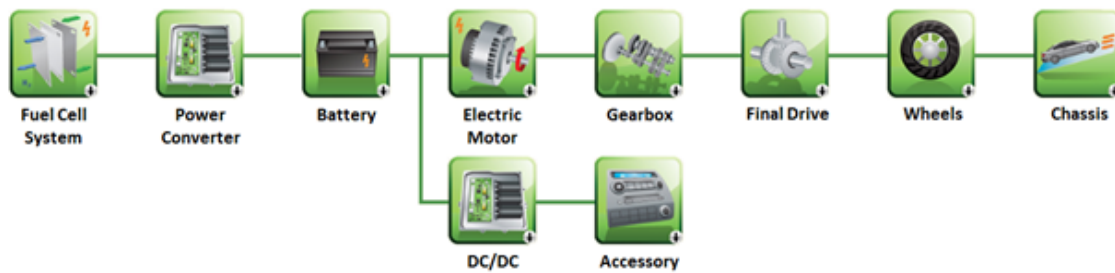 Fuel Cell
System
Power
Converter
Battery
Electric
Motor
Gearbox
Final Drive
Wheels
Chassis
DC/DC
Accessory